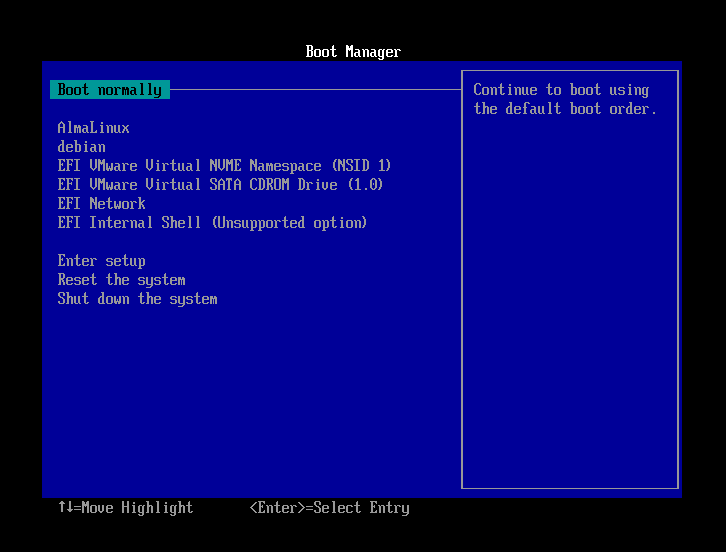 Boot Manager
Boot normally
Continue to boot using
the default boot order.
AlmaLinux
debian
EFI VMware Virtual NVME Namespace (NSID 1)
EFI VMware Virtual SATA CDROM Drive (1.0)
EFI Network
EFI Internal Shell (Unsupported option)
Enter setup
Reset the system
Shut down the system
↑↓=Move Highlight <Enter>=Select Entry